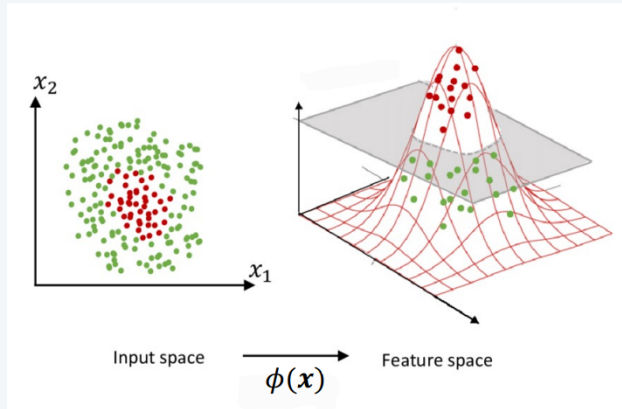 x₂
x₁
Input space
ϕ(x)
Feature space